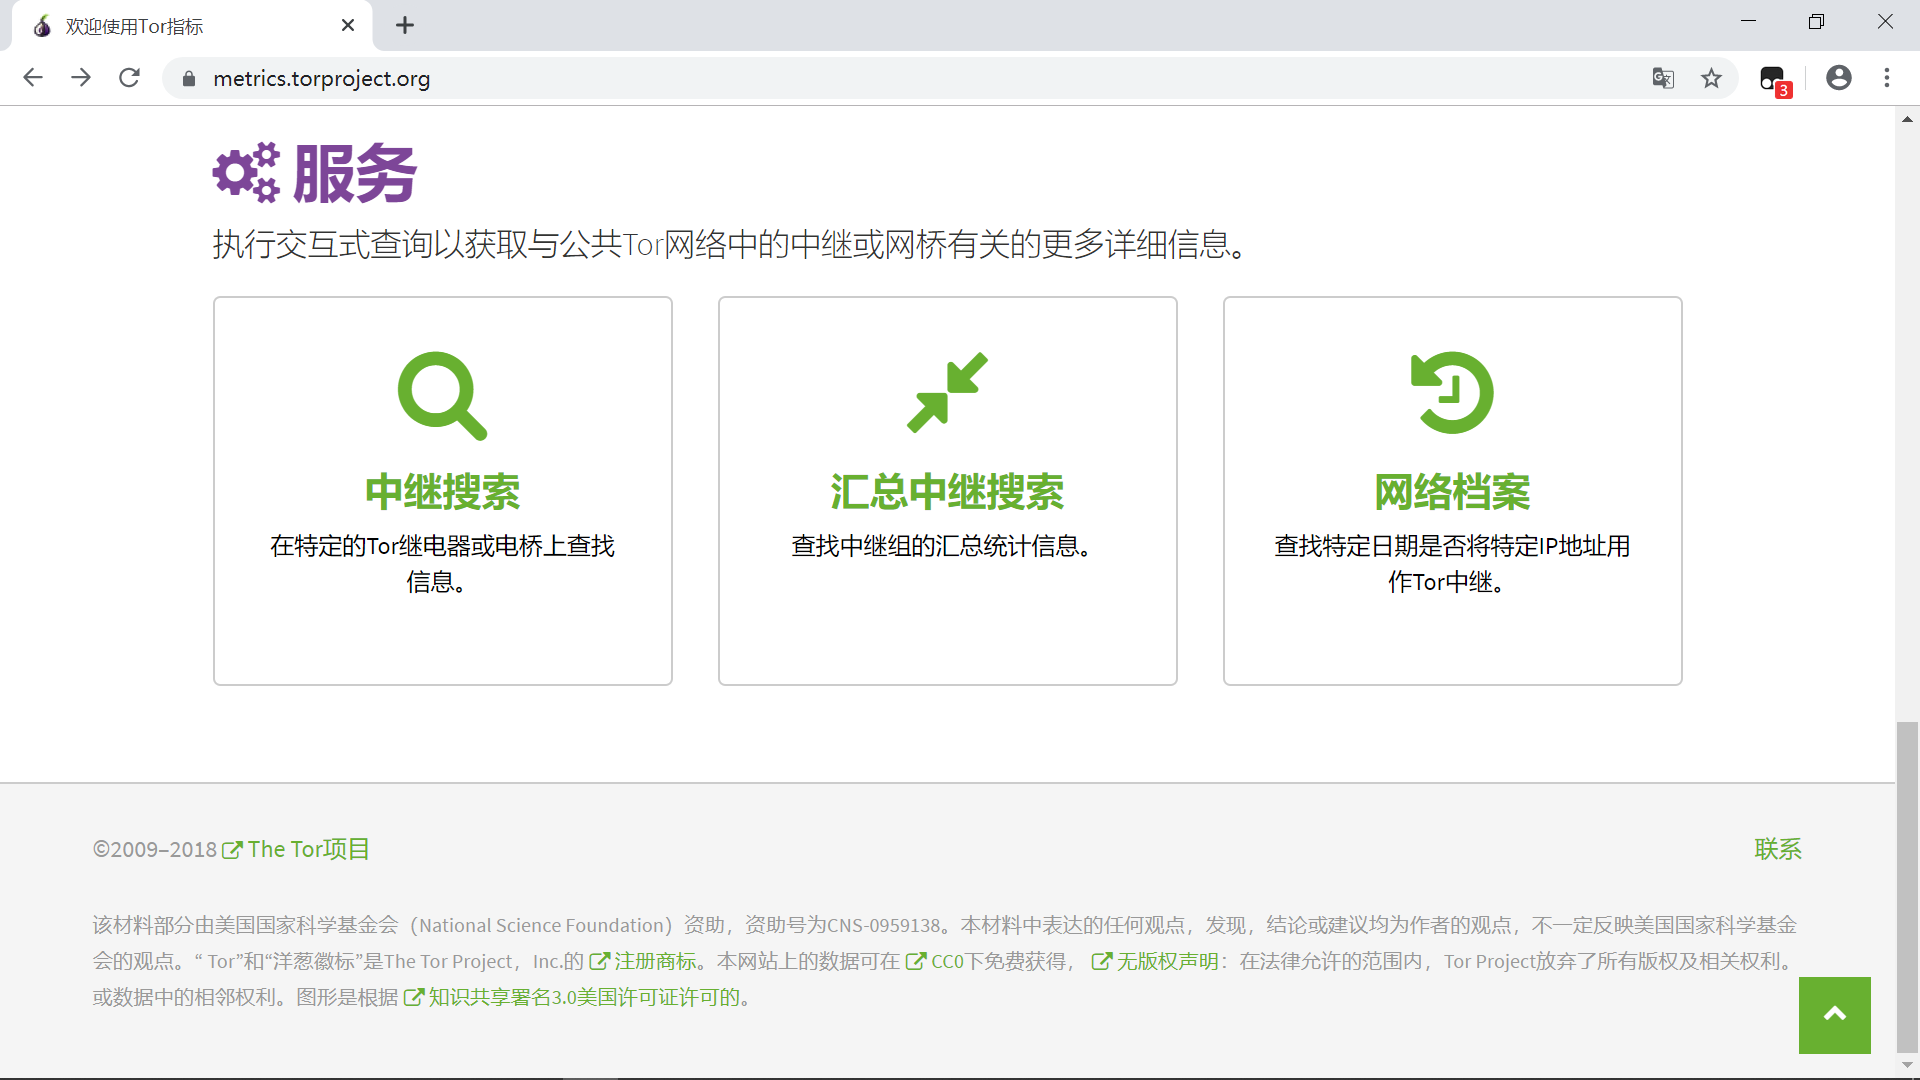 欢迎使用Tor指标
metrics.torproject.org
3
服务
执行交互式查询以获取与公共Tor网络中的中继或网桥有关的更多详细信息。
中继搜索
在特定的Tor继电器或电桥上查找
信息。
汇总中继搜索
查找中继组的汇总统计信息。
网络档案
查找特定日期是否将特定IP地址用
作Tor中继。
©2009–2018 The Tor项目
联系
该材料部分由美国国家科学基金会（National Science Foundation）资助，资助号为CNS-0959138。本材料中表达的任何观点，发现，结论或建议均为作者的观点，不一定反映美国国家科学基金
会的观点。“ Tor”和“洋葱徽标”是The Tor Project，Inc.的 注册商标。本网站上的数据可在 CC0下免费获得， 无版权声明：在法律允许的范围内，Tor Project放弃了所有版权及相关权利。
或数据中的相邻权利。图形是根据 知识共享署名3.0美国许可证许可的。